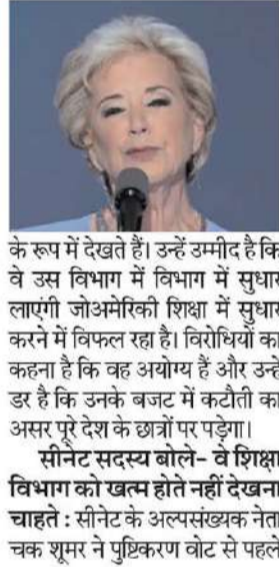 के रूप में देखते हैं। उन्हें उम्मीद है कि
वे उस विभाग में विभाग में सुधार
लाएंगी जोअमेरिकी शिक्षा में सुधार
करने में विफल रहा है। विरोधियों का
कहना है कि वह अयोग्य हैं और उन्हें
डर है कि उनके बजट में कटौती का
असर पूरे देश के छात्रों पर पड़ेगा।
सीनेट सदस्य बोले- वे शिक्षा
विभाग को खत्म होते नहीं देखना
चाहते : सीनेट के अल्पसंख्यक नेता
चक शूमर ने पुष्टिकरण वोट से पहले